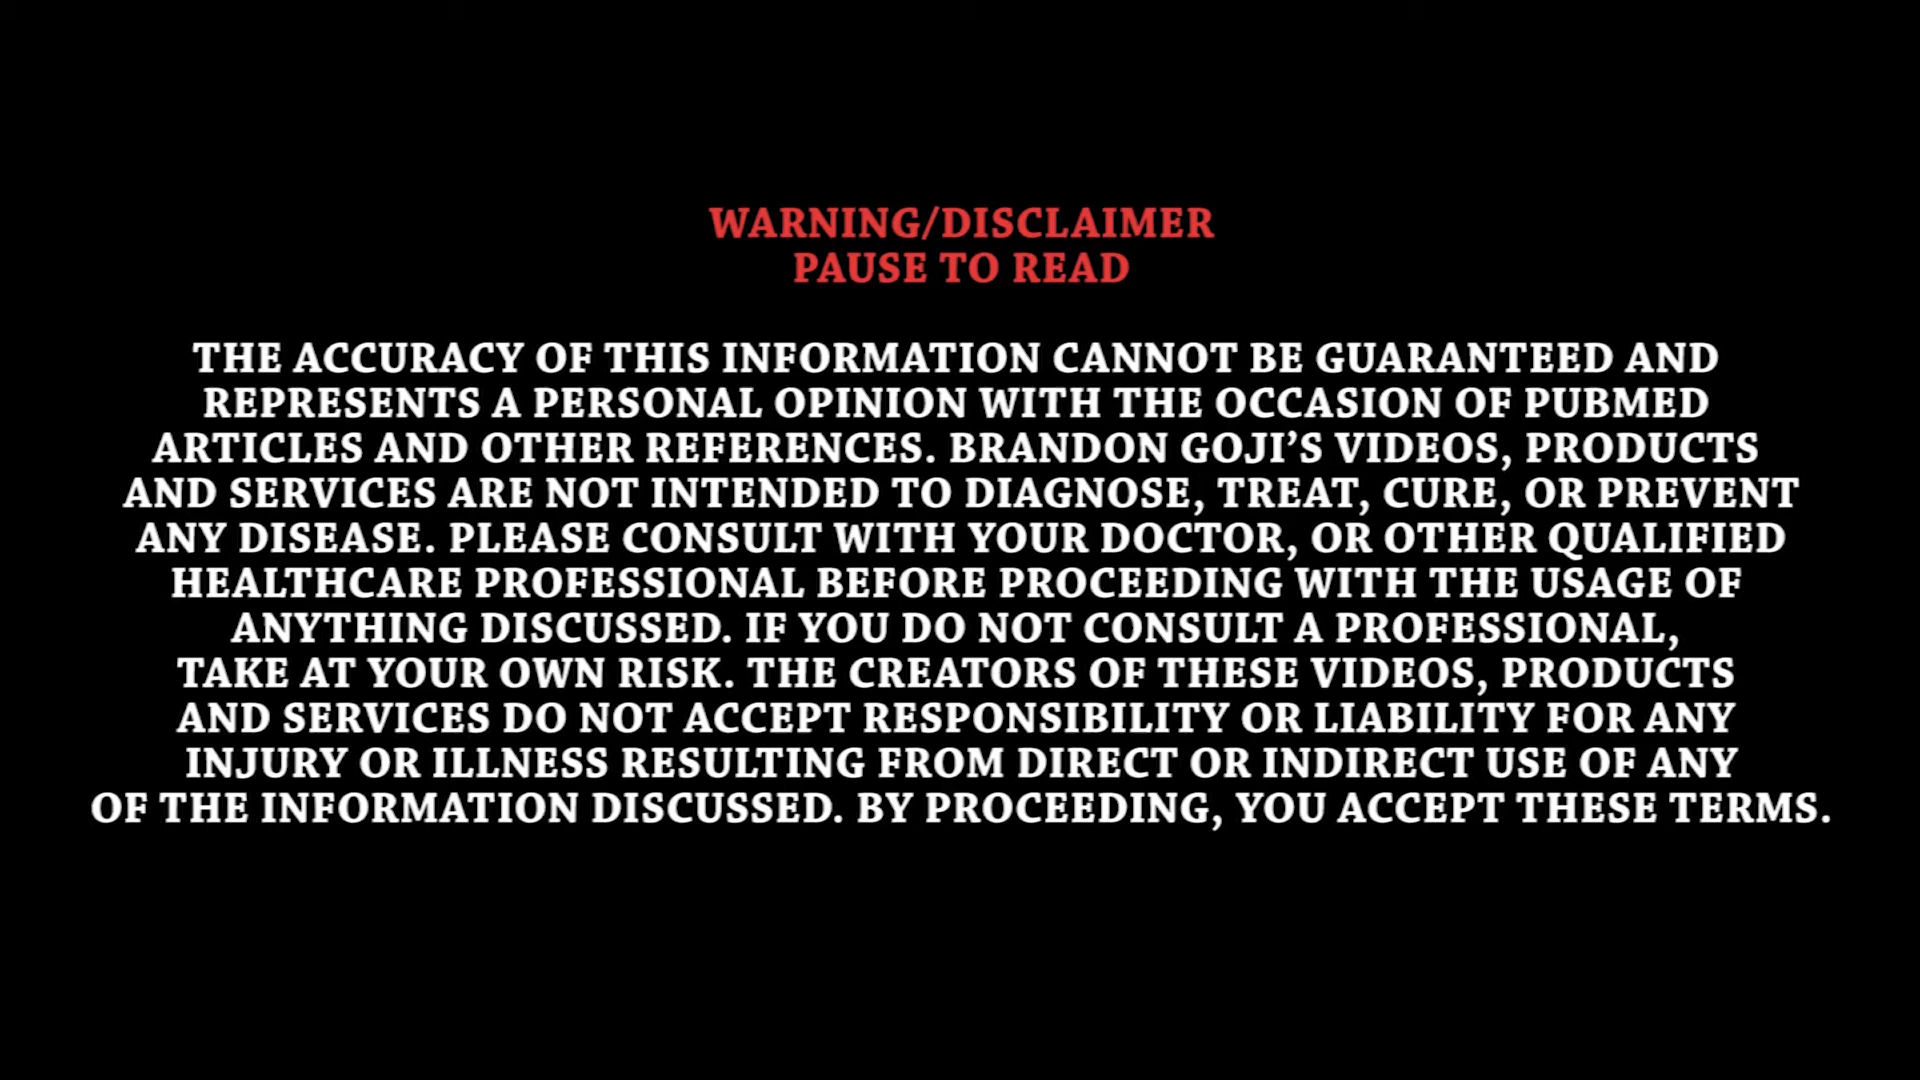 WARNING/DISCLAIMER
PAUSE TO READ
THE ACCURACY OF THIS INFORMATION CANNOT BE GUARANTEED AND
REPRESENTS A PERSONAL OPINION WITH THE OCCASION OF PUBMED
ARTICLES AND OTHER REFERENCES. BRANDON GOJI’S VIDEOS, PRODUCTS
AND SERVICES ARE NOT INTENDED TO DIAGNOSE, TREAT, CURE, OR PREVENT
ANY DISEASE. PLEASE CONSULT WITH YOUR DOCTOR, OR OTHER QUALIFIED
HEALTHCARE PROFESSIONAL BEFORE PROCEEDING WITH THE USAGE OF
ANYTHING DISCUSSED. IF YOU DO NOT CONSULT A PROFESSIONAL,
TAKE AT YOUR OWN RISK. THE CREATORS OF THESE VIDEOS, PRODUCTS
AND SERVICES DO NOT ACCEPT RESPONSIBILITY OR LIABILITY FOR ANY
INJURY OR ILLNESS RESULTING FROM DIRECT OR INDIRECT USE OF ANY
OF THE INFORMATION DISCUSSED. BY PROCEEDING, YOU ACCEPT THESE TERMS.